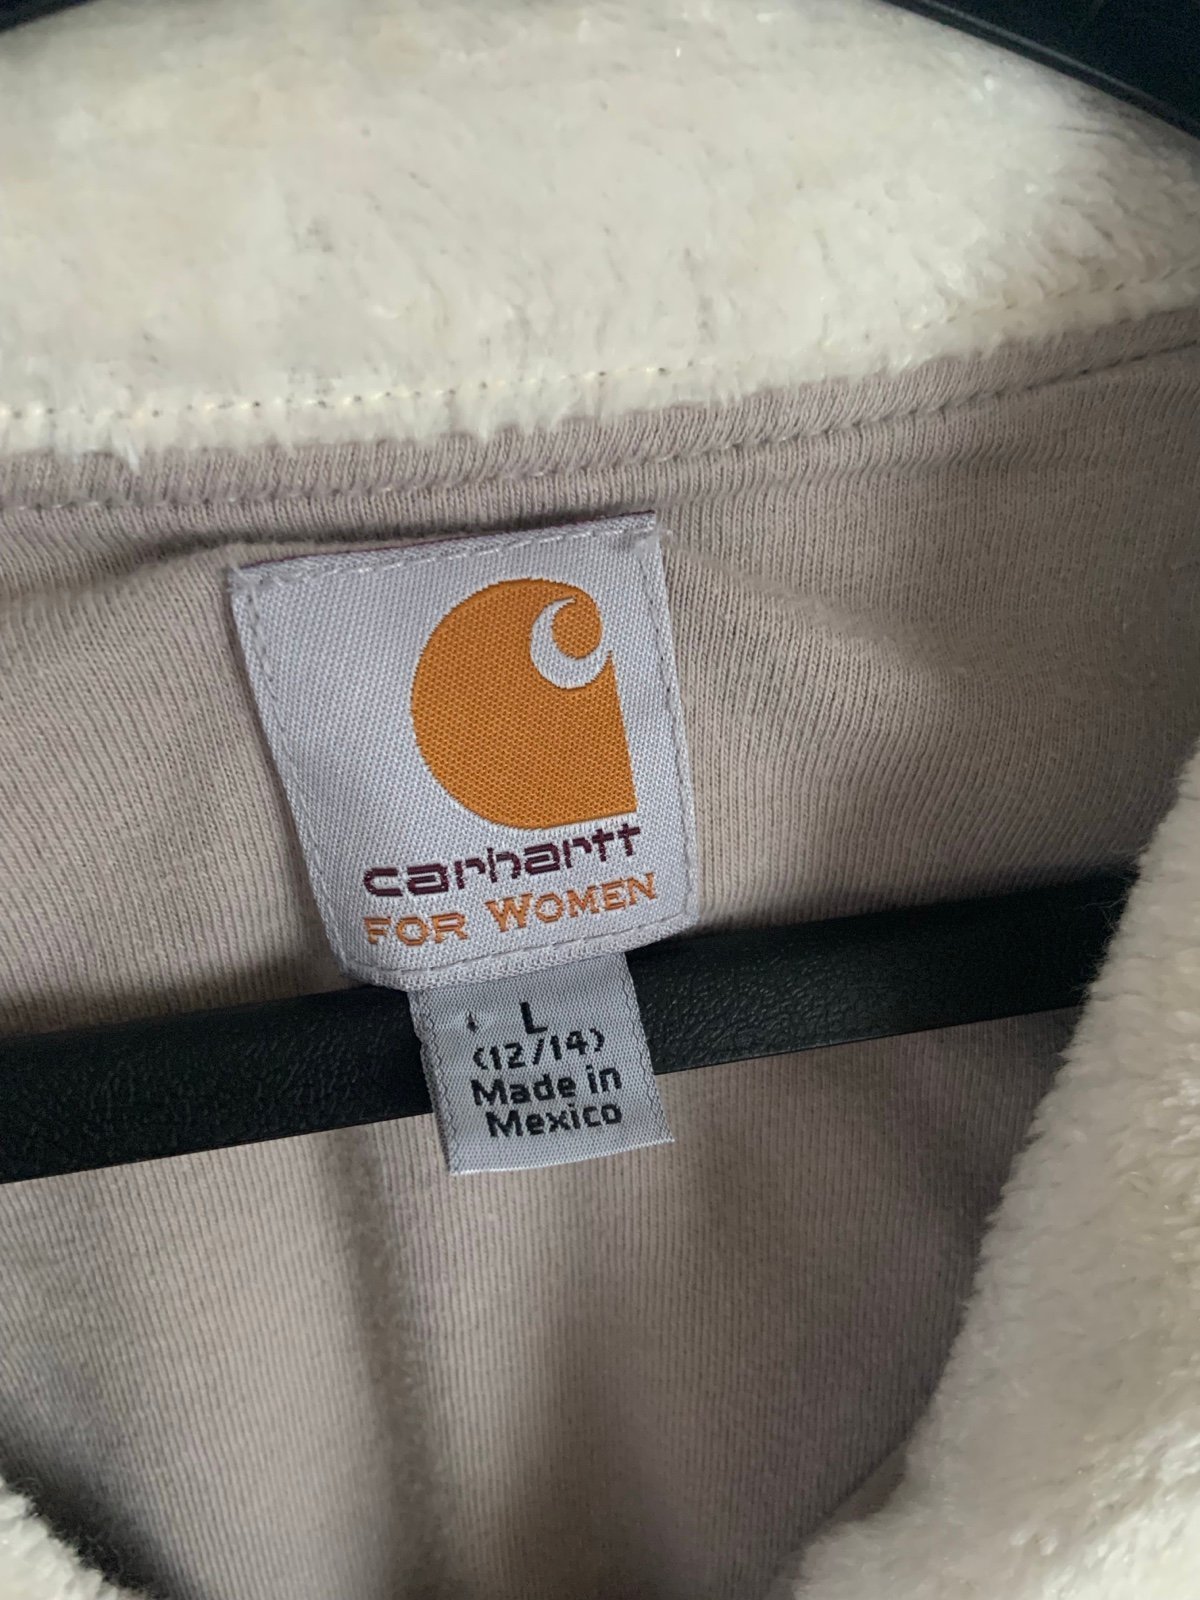 carhartt
FOR WOMEN
L
(12/14)
Made in
Mexico